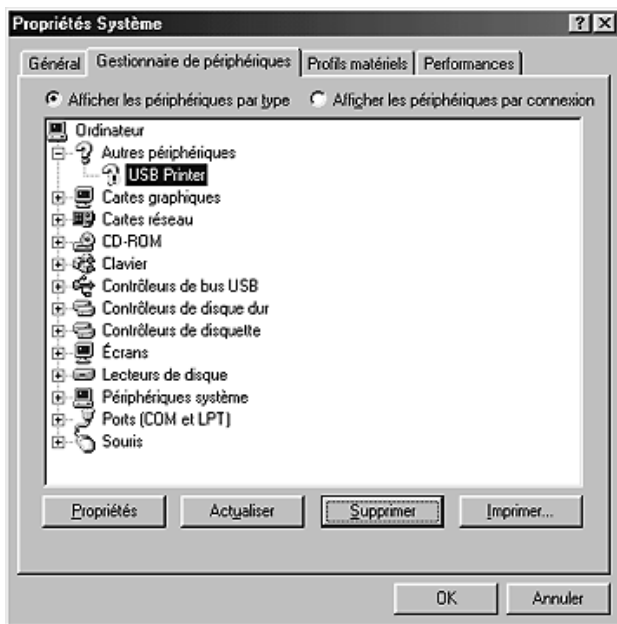 Propriétés Système
Général Gestionnaire de périphériques Profils matériels Performances
Afficher les périphériques par type Afficher les périphériques par connexion
Ordinateur
Autres périphériques
USB Printer
Cartes graphiques
Cartes réseau
CD-ROM
Clavier
Contrôleurs de bus USB
Contrôleurs de disque dur
Contrôleurs de disquette
Écrans
Lecteurs de disque
Périphériques système
Ports (COM et LPT)
Souris
Propriétés Actualiser Supprimer Imprimer...
OK Annuler